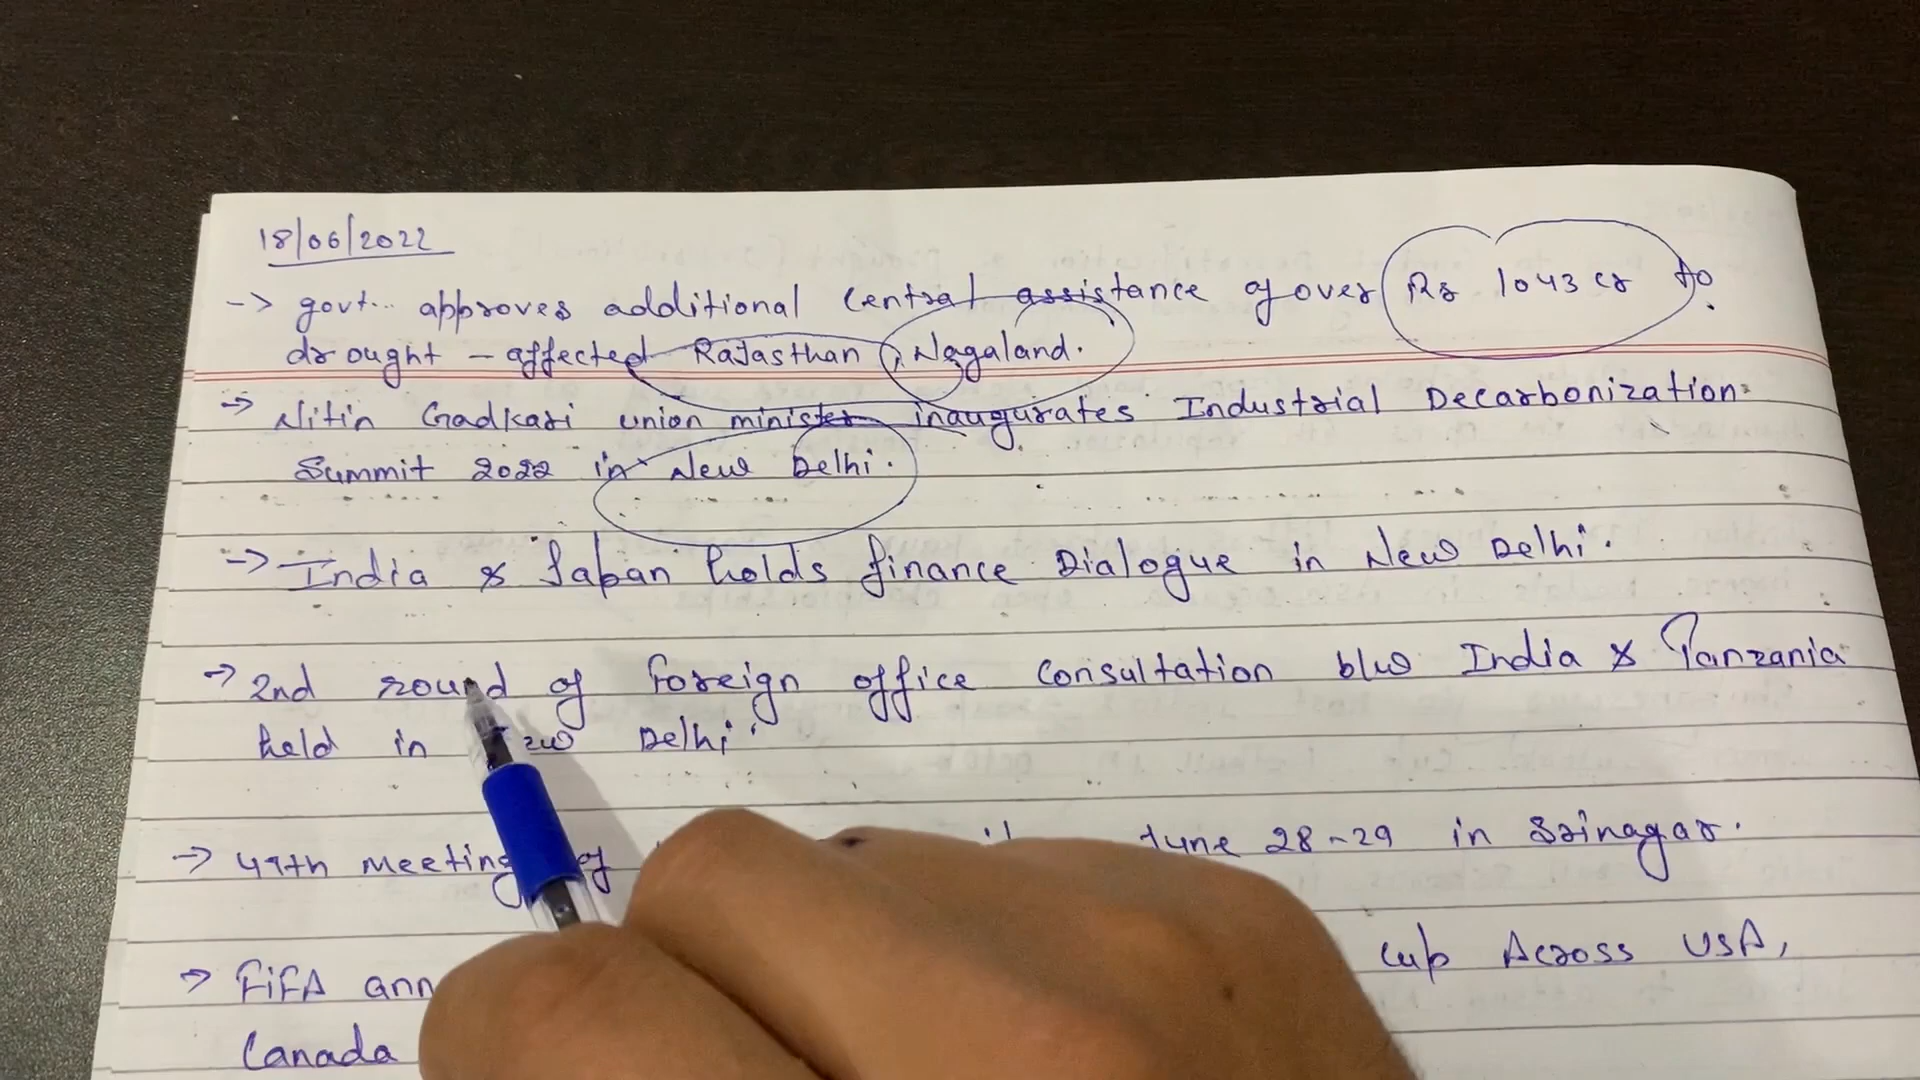 18/06/2022
-> govt... approves additional Central assistance of over Rs 1043 cr to
drought - affected Rajasthan, Nagaland.
-> Nitin Gadkari union minister inaugurates Industrial Decarbonization
Summit 2022 in New Delhi.
-> India & Japan holds finance Dialogue in New Delhi.
-> 2nd round of foreign office Consultation b/w India & Tanzania
held in Delhi.
-> 47th Meeting of June 28-29 in Srinagar.
-> FiFA Cup Across USA,
Canada